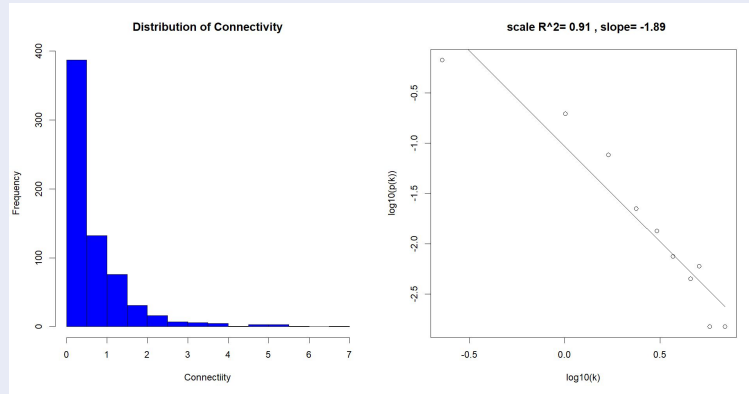 Distribution of Connectivity
400
300
200
100
0
Frequency
0 1 2 3 4 5 6 7
Connectiity
scale R^2= 0.91 , slope= -1.89
-0.5
-1.0
-1.5
-2.0
-2.5
log10(p(k))
-0.5 0.0 0.5
log10(k)